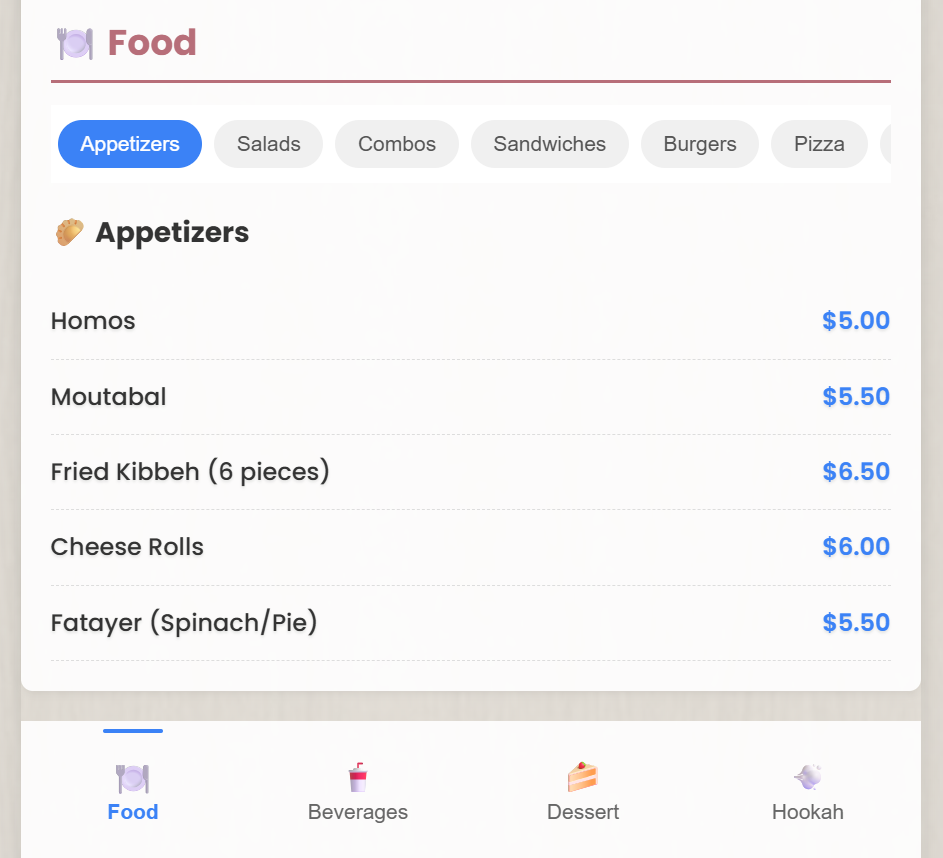 Food
Appetizers Salads Combos Sandwiches Burgers Pizza
Appetizers
Homos $5.00
Moutabal $5.50
Fried Kibbeh (6 pieces) $6.50
Cheese Rolls $6.00
Fatayer (Spinach/Pie) $5.50
Food Beverages Dessert Hookah